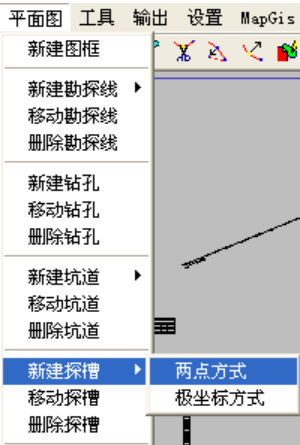 平面图 工具 输出 设置 MapGis
新建图框
新建勘探线
移动勘探线
删除勘探线
新建钻孔
移动钻孔
删除钻孔
新建坑道
移动坑道
删除坑道
新建探槽 两点方式
移动探槽 极坐标方式
删除探槽